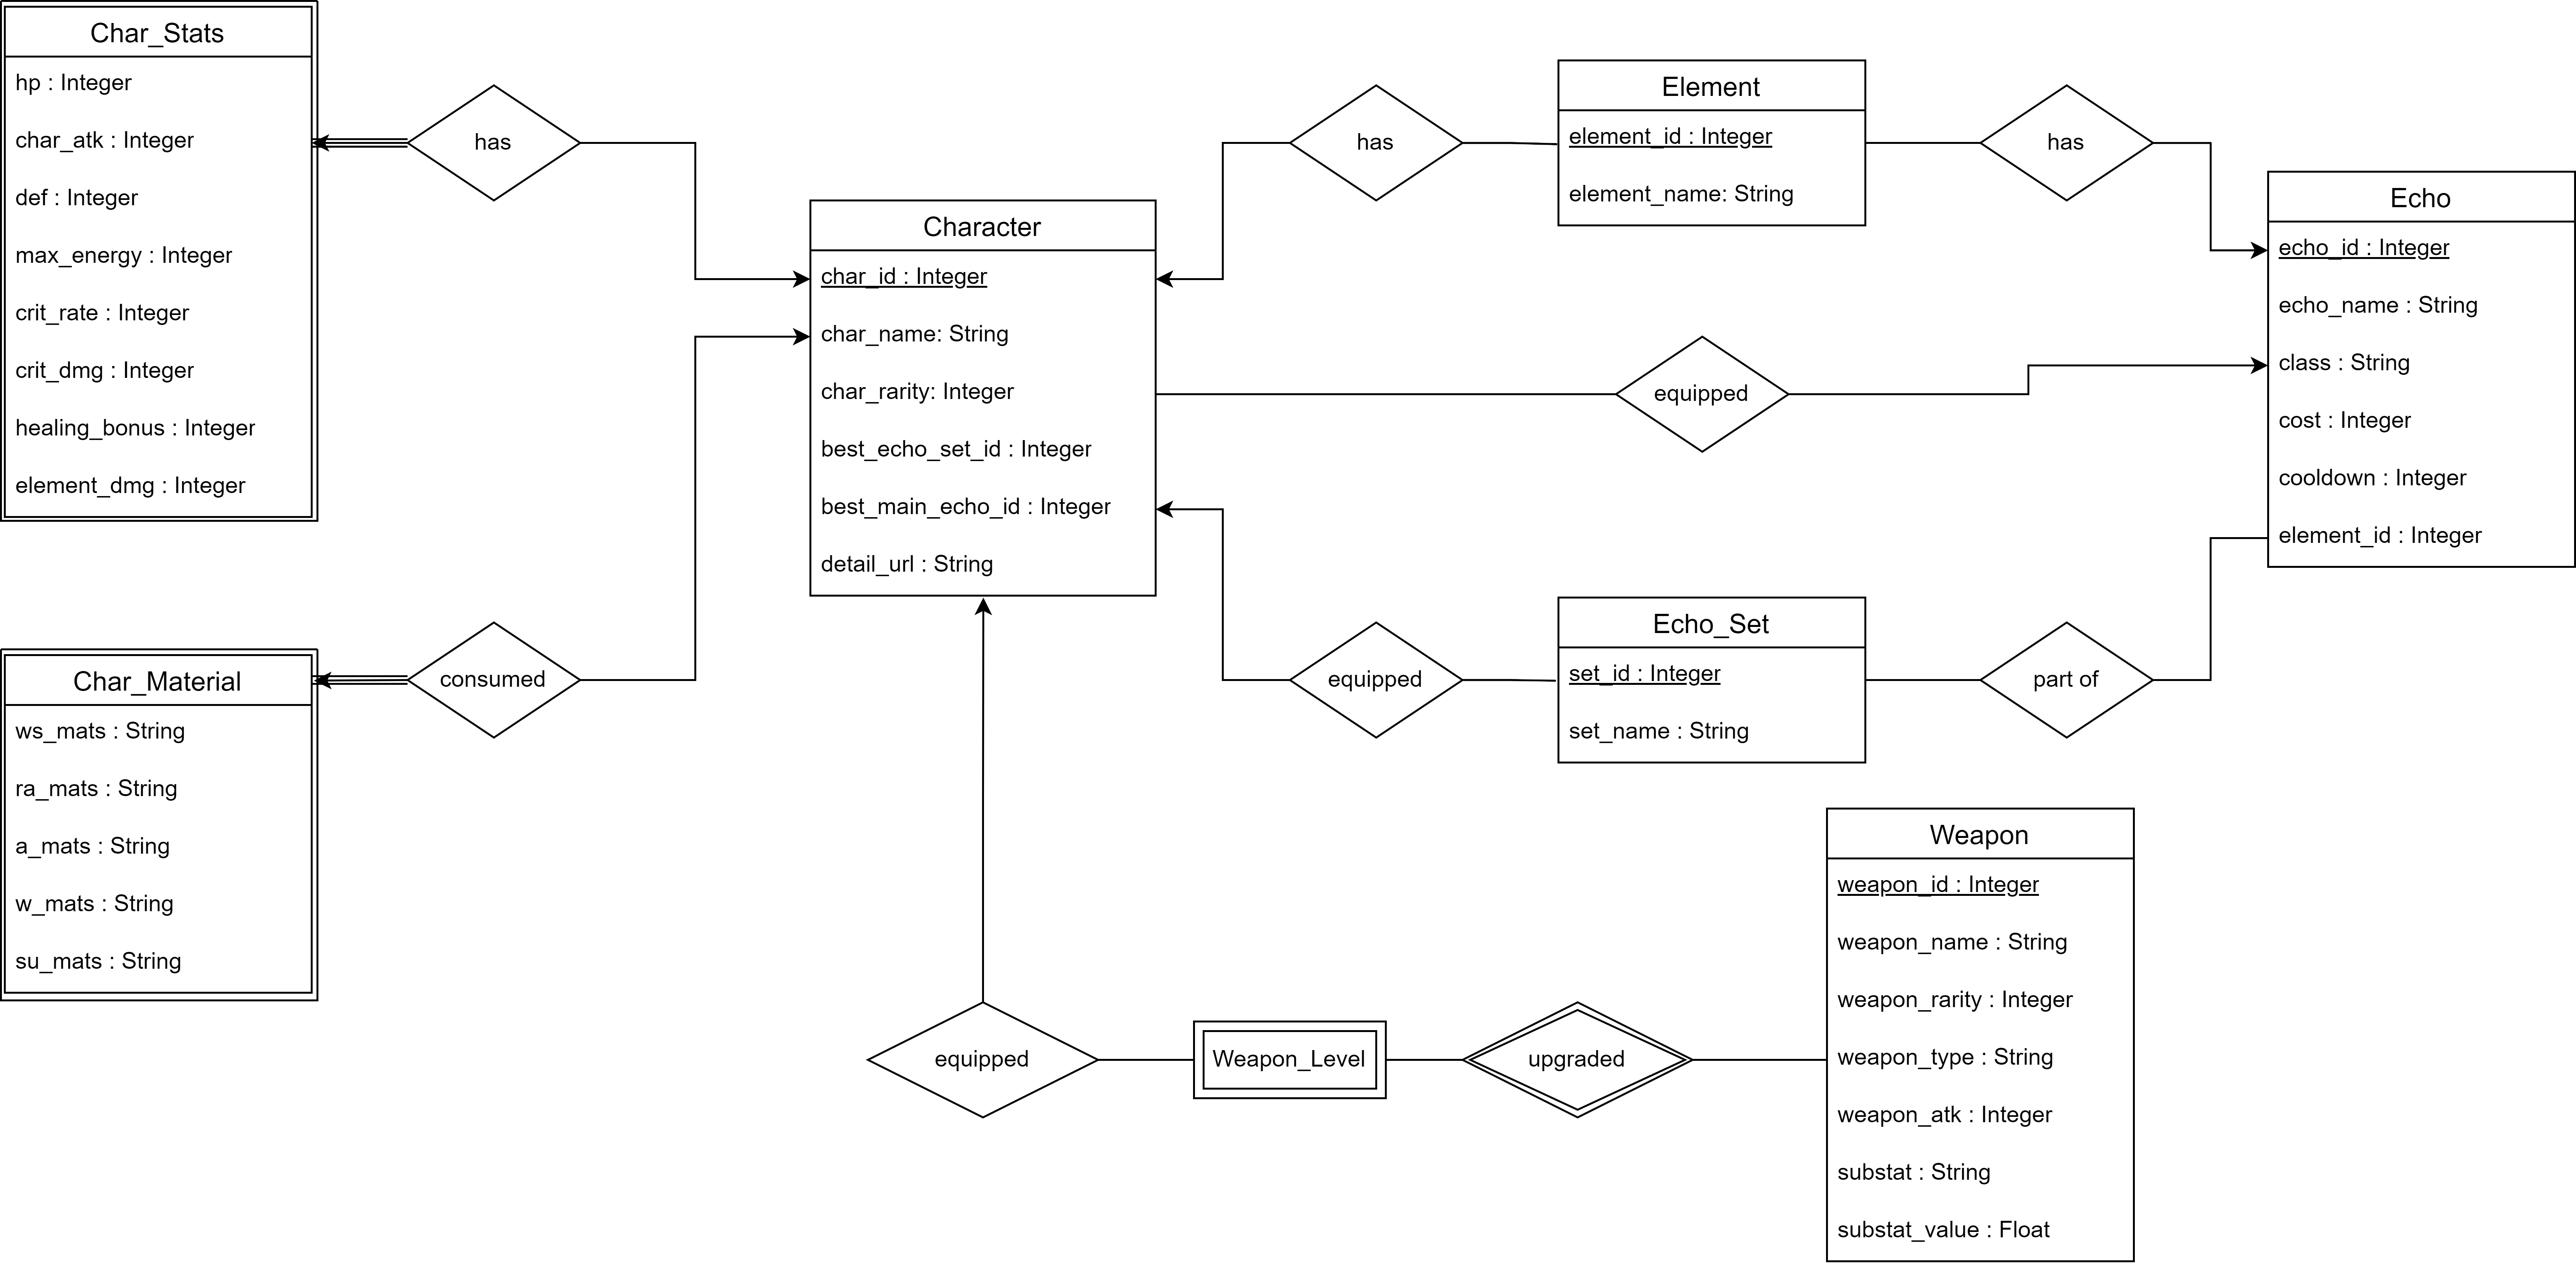 Char_Stats
hp : Integer
char_atk : Integer
def : Integer
max_energy : Integer
crit_rate : Integer
crit_dmg : Integer
healing_bonus : Integer
element_dmg : Integer
has
Character
char_id : Integer
char_name: String
char_rarity: Integer
best_echo_set_id : Integer
best_main_echo_id : Integer
detail_url : String
has
Element
element_id : Integer
element_name: String
has
Echo
echo_id : Integer
echo_name : String
class : String
cost : Integer
cooldown : Integer
element_id : Integer
equipped
Char_Material
ws_mats : String
ra_mats : String
a_mats : String
w_mats : String
su_mats : String
consumed
equipped
Echo_Set
set_id : Integer
set_name : String
part of
equipped
Weapon_Level
upgraded
Weapon
weapon_id : Integer
weapon_name : String
weapon_rarity : Integer
weapon_type : String
weapon_atk : Integer
substat : String
substat_value : Float